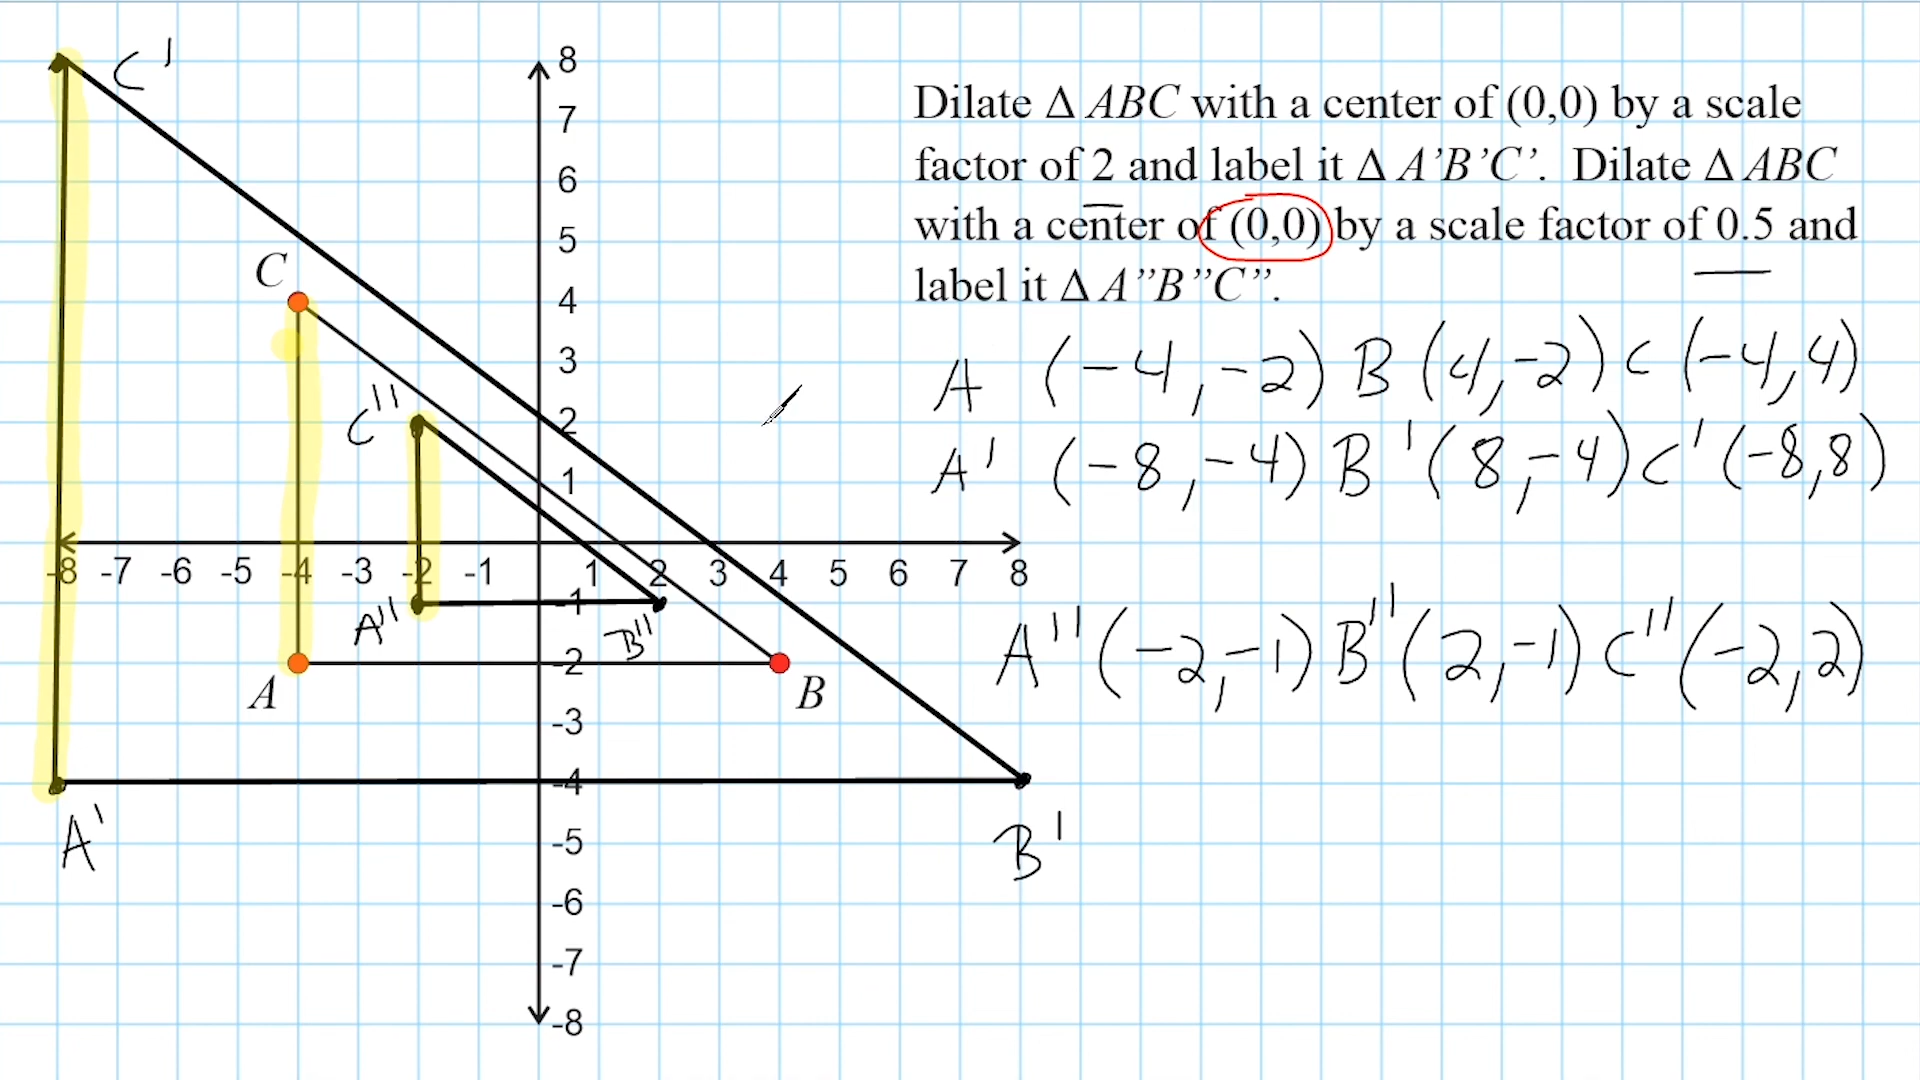 Dilate Δ ABC with a center of (0,0) by a scale
factor of 2 and label it Δ A’B’C’. Dilate Δ ABC
with a center of (0,0) by a scale factor of 0.5 and
label it Δ A”B”C”.
A (-4,-2) B (4,-2) C (-4,4)
A' (-8,-4) B' (8,-4) C' (-8,8)
A'' (-2,-1) B'' (2,-1) C'' (-2,2)
C'
C
C''
A''
B''
A
B
A'
B'
8
7
6
5
4
3
2
1
-8 -7 -6 -5 -4 -3 -2 -1 1 2 3 4 5 6 7 8
-1
-2
-3
-4
-5
-6
-7
-8